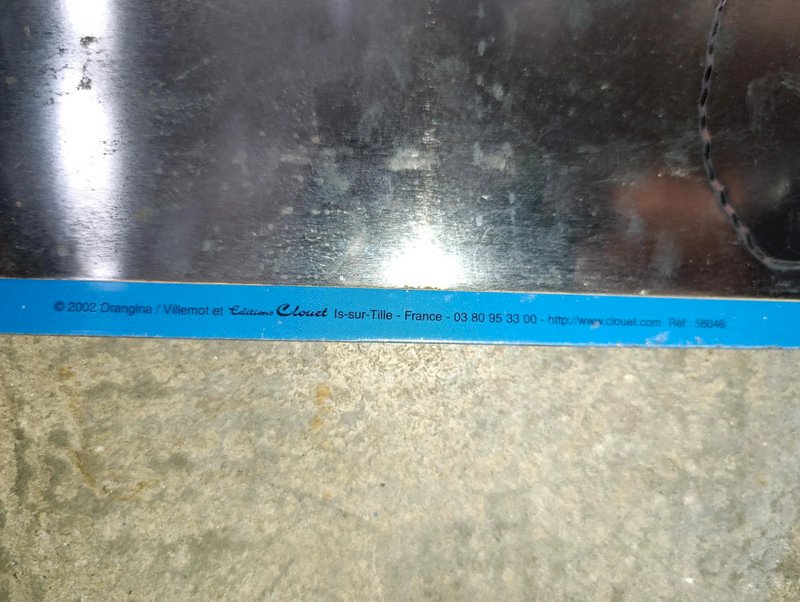 © 2002 Orangina / Villemot et Editions Clouet Is-sur-Tille - France - 03 80 95 33 00 - http://www.clouet.com Réf : 56046